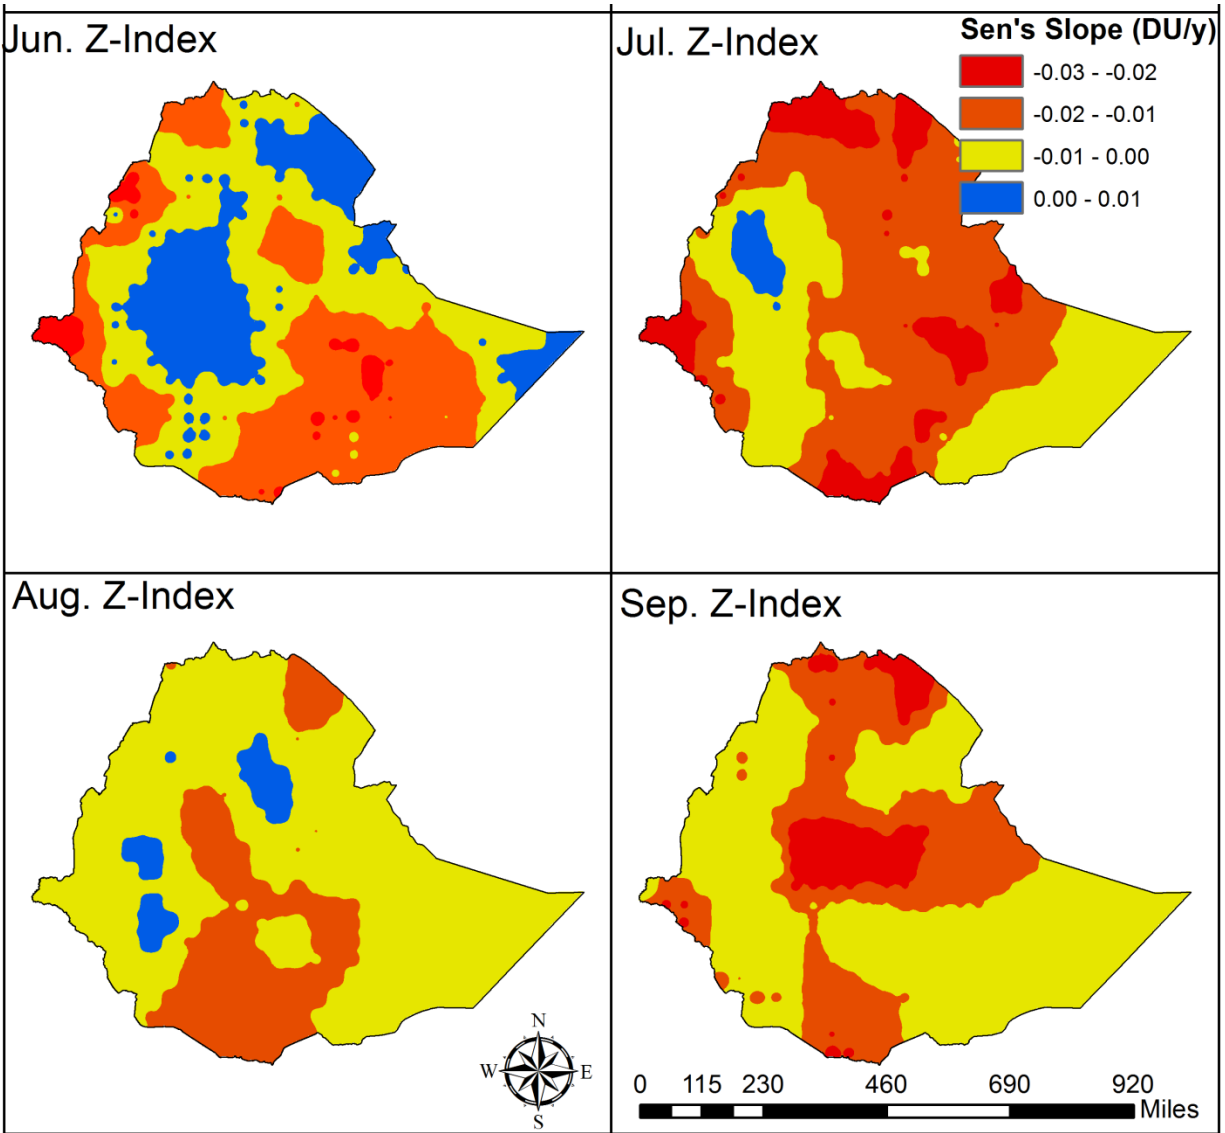 Jun. Z-Index
Jul. Z-Index
Sen's Slope (DU/y)
-0.03 - -0.02
-0.02 - -0.01
-0.01 - 0.00
0.00 - 0.01
Aug. Z-Index
Sep. Z-Index
N
W E
S
0 115 230 460 690 920
Miles